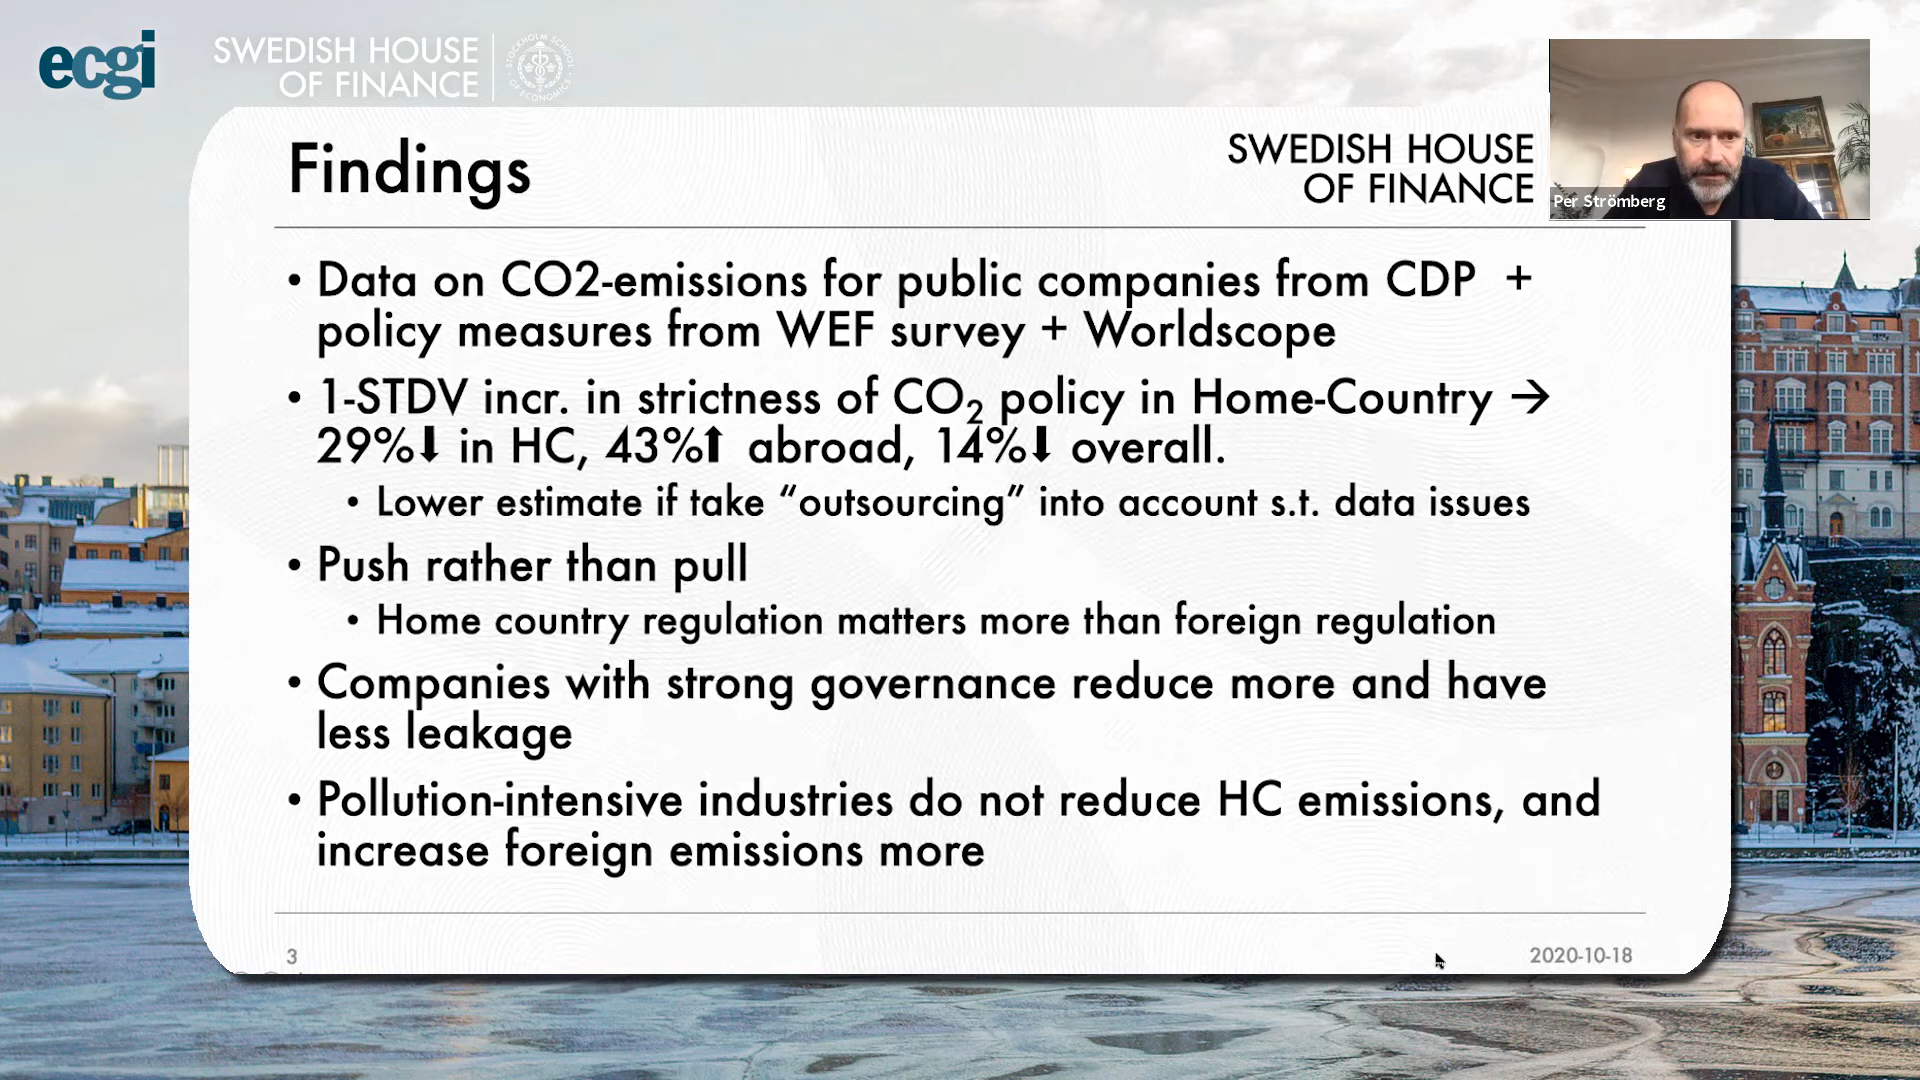 ecgi
SWEDISH HOUSE
OF FINANCE
STOCKHOLM SCHOOL
OF ECONOMICS
Findings
SWEDISH HOUSE
OF FINANCE
Per Strömberg
• Data on CO2-emissions for public companies from CDP +
policy measures from WEF survey + Worldscope
• 1-STDV incr. in strictness of CO₂ policy in Home-Country →
29%⬇ in HC, 43%⬆ abroad, 14%⬇ overall.
• Lower estimate if take “outsourcing” into account s.t. data issues
• Push rather than pull
• Home country regulation matters more than foreign regulation
• Companies with strong governance reduce more and have
less leakage
• Pollution-intensive industries do not reduce HC emissions, and
increase foreign emissions more
3
2020-10-18